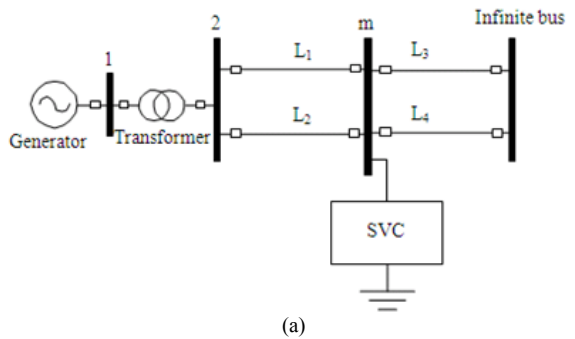 Infinite bus
1
2
m
L1
L3
L2
L4
Generator
Transformer
SVC
(a)